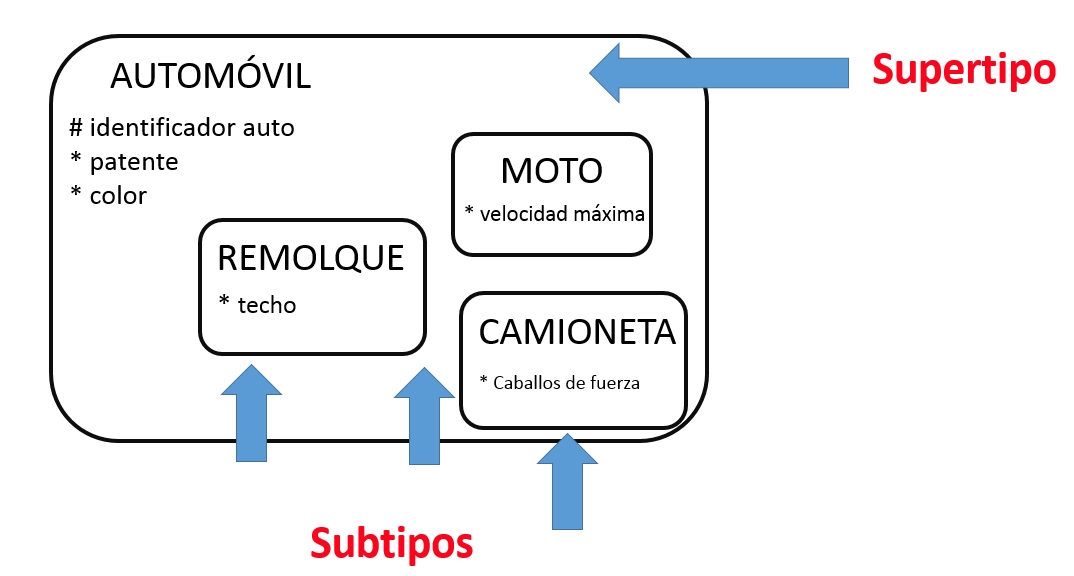 AUTOMÓVIL
Supertipo
# identificador auto
* patente
* color
MOTO
* velocidad máxima
REMOLQUE
* techo
CAMIONETA
* Caballos de fuerza
Subtipos